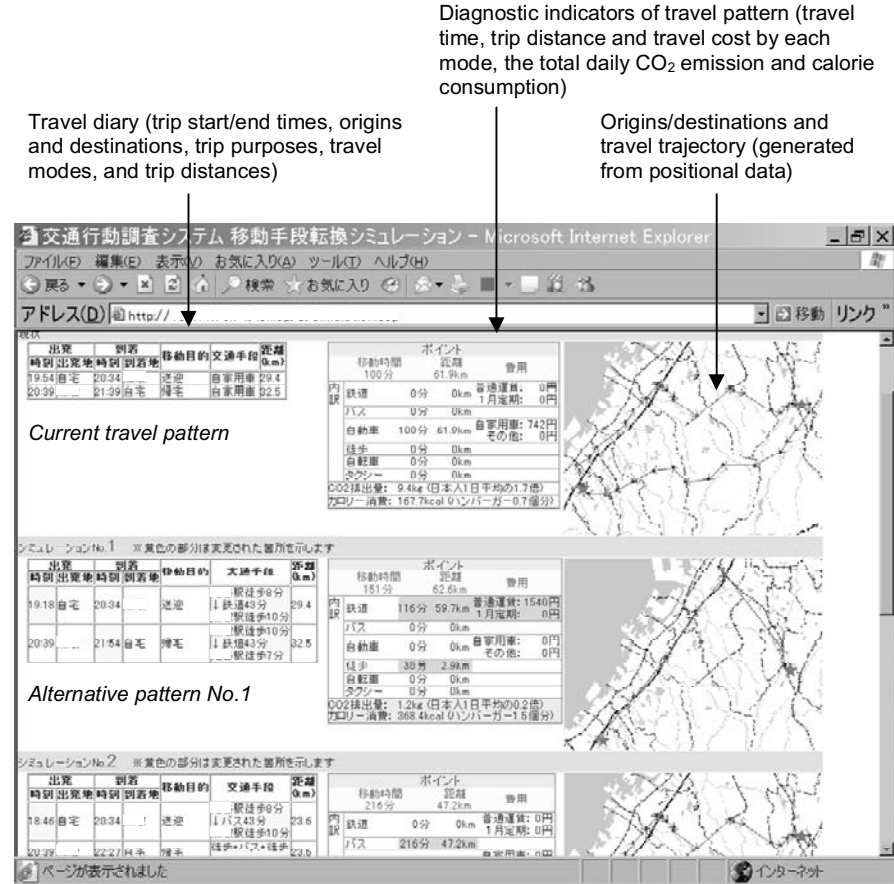 Diagnostic indicators of travel pattern (travel
time, trip distance and travel cost by each
mode, the total daily CO2 emission and calorie
consumption)
Travel diary (trip start/end times, origins
and destinations, trip purposes, travel
modes, and trip distances)
Origins/destinations and
travel trajectory (generated
from positional data)
交通行動調査システム 移動手段転換シミュレーション - Microsoft Internet Explorer
ファイル(F) 編集(E) 表示(V) お気に入り(A) ツール(T) ヘルプ(H)
戻る 検索 お気に入り
アドレス(D) http:// 移動 リンク »
現状
出発 到着 移動目的 交通手段 距離(km)
時刻 出発地 時刻 到着地
19:54 自宅 20:34 送迎 自家用車 29.4
20:39 21:39 自宅 帰宅 自家用車 32.5
Current travel pattern
ポイント
移動時間 距離 費用
100分 61.9km
内訳 鉄道 0分 0km 普通運賃: 0円
1月定期: 0円
バス 0分 0km
自動車 100分 61.9km 自家用車: 742円
その他: 0円
徒歩 0分 0km
自転車 0分 0km
タクシー 0分 0km
CO2排出量: 9.4kg (日本人1日平均の1.7倍)
カロリー消費: 167.7kcal (ハンバーガー0.7個分)
シミュレーションNo.1 ※黄色の部分は変更された箇所を示します
出発 到着 移動目的 交通手段 距離(km)
時刻 出発地 時刻 到着地
19:18 自宅 20:34 送迎 駅徒歩8分 29.4
↓鉄道43分
駅徒歩10分
20:39 21:54 自宅 帰宅 駅徒歩10分 32.5
↓鉄道43分
駅徒歩7分
Alternative pattern No.1
ポイント
移動時間 距離 費用
151分 62.6km
内訳 鉄道 116分 59.7km 普通運賃: 1540円
1月定期: 0円
バス 0分 0km
自動車 0分 0km 自家用車: 0円
その他: 0円
徒歩 2.9km
自転車 0分 0km
タクシー 0分 0km
CO2排出量: 1.2kg (日本人1日平均の0.2倍)
カロリー消費: 368.4kcal (ハンバーガー1.5個分)
シミュレーションNo.2 ※黄色の部分は変更された箇所を示します
出発 到着 移動目的 交通手段 距離(km)
時刻 出発地 時刻 到着地
18:46 自宅 20:34 送迎 駅徒歩8分 23.6
↓バス43分
駅徒歩10分
20:39 22:27 自宅 帰宅 徒歩→バス→徒歩 23.6
ポイント
移動時間 距離 費用
216分 47.2km
内訳 鉄道 0分 0km 普通運賃: 0円
1月定期: 0円
バス 216分 47.2km
自家用車: 0円
ページが表示されました インターネット